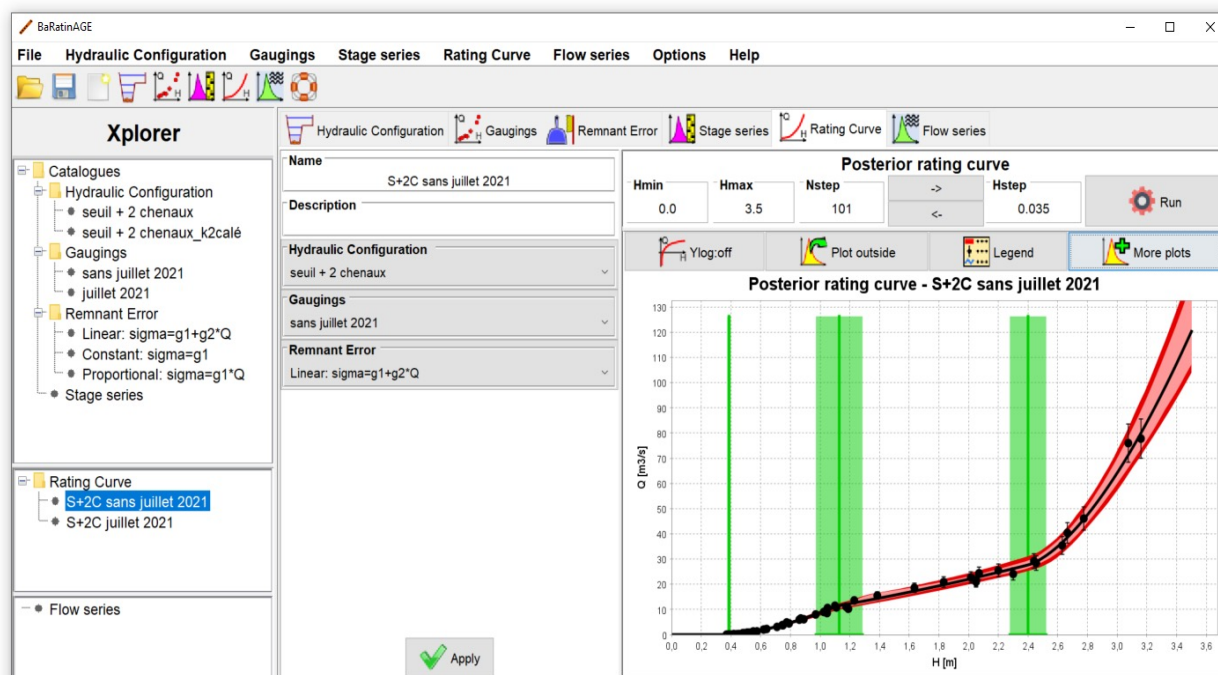 BaRatinAGE
File Hydraulic Configuration Gaugings Stage series Rating Curve Flow series Options Help
Xplorer
Catalogues
Hydraulic Configuration
seuil + 2 chenaux
seuil + 2 chenaux_k2calé
Gaugings
sans juillet 2021
juillet 2021
Remnant Error
Linear: sigma=g1+g2*Q
Constant: sigma=g1
Proportional: sigma=g1*Q
Stage series
Rating Curve
S+2C sans juillet 2021
S+2C juillet 2021
Flow series
Hydraulic Configuration Gaugings Remnant Error Stage series Rating Curve Flow series
Name
S+2C sans juillet 2021
Description
Hydraulic Configuration
seuil + 2 chenaux
Gaugings
sans juillet 2021
Remnant Error
Linear: sigma=g1+g2*Q
Apply
Posterior rating curve
Hmin Hmax Nstep -> Hstep
0.0 3.5 101 <- 0.035 Run
Ylog:off Plot outside Legend More plots
Posterior rating curve - S+2C sans juillet 2021
Q [m3/s]
130
120
110
100
90
80
70
60
50
40
30
20
10
0
0,0 0,2 0,4 0,6 0,8 1,0 1,2 1,4 1,6 1,8 2,0 2,2 2,4 2,6 2,8 3,0 3,2 3,4 3,6
H [m]